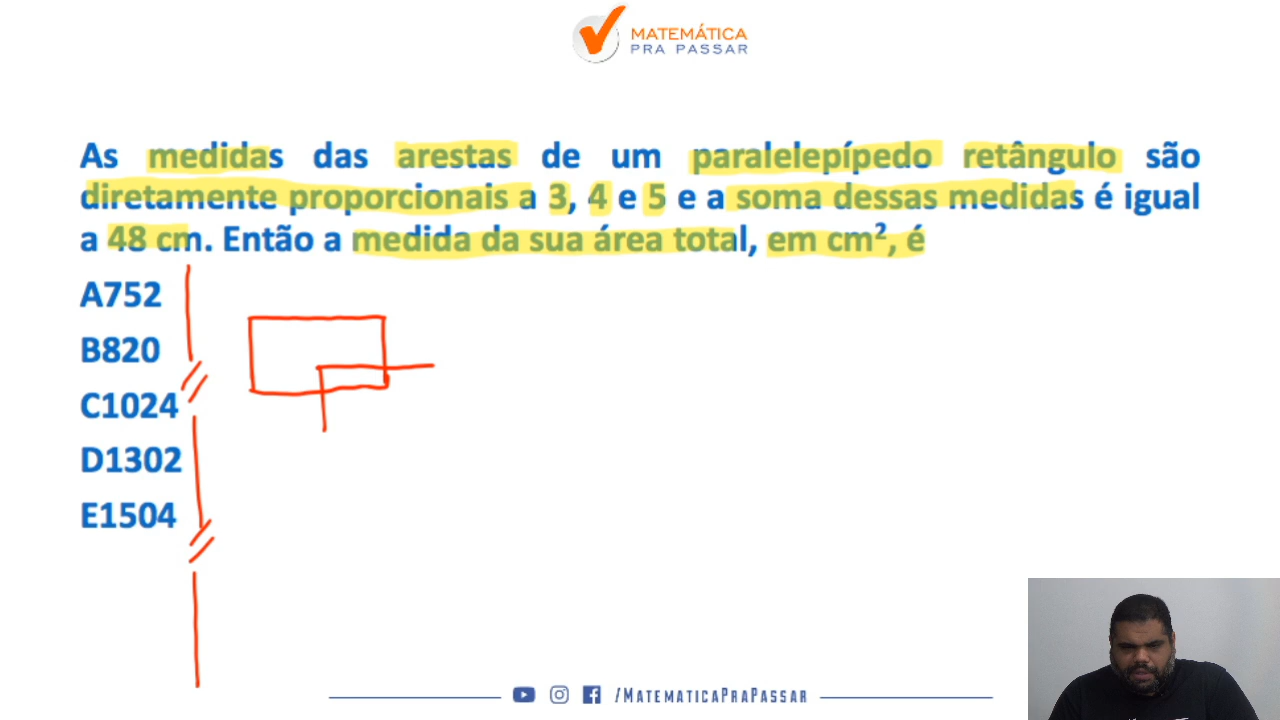 MATEMÁTICA
PRA PASSAR
As medidas das arestas de um paralelepípedo retângulo são
diretamente proporcionais a 3, 4 e 5 e a soma dessas medidas é igual
a 48 cm. Então a medida da sua área total, em cm², é
A752
B820
C1024
D1302
E1504
/MATEMATICAPRAPASSAR